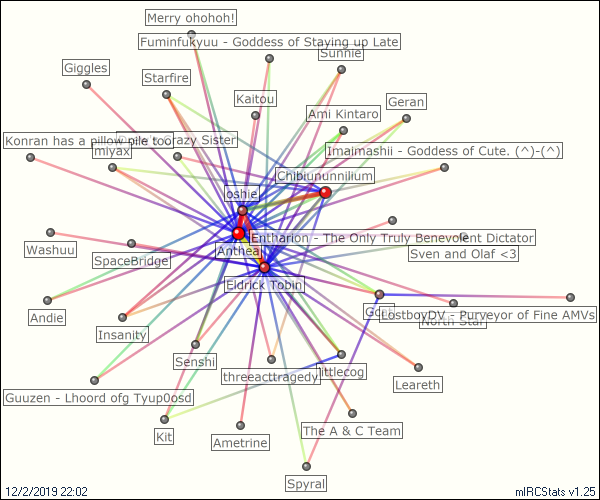 Merry ohohoh!
Fuminfukyuu - Goddess of Staying up Late
Sunnie
Giggles
Starfire
Kaitou
Geran
Ami Kintaro
Konran has a pillow pile too
Crazy Sister
miyax
Imaimashii - Goddess of Cute. (^)-(^)
Chibiununnilium
oshie
Entharion - The Only Truly Benevolent Dictator
Washuu
Anthea
SpaceBridge
Sven and Olaf <3
Eldrick Tobin
Andie
LostboyDV - Purveyor of Fine AMVs
North Star
Insanity
Senshi
threeacttragedy
littlecog
Leareth
Guuzen - Lhoord ofg Tyup0osd
Kit
Ametrine
The A & C Team
Spyral
12/2/2019 22:02
mIRCStats v1.25